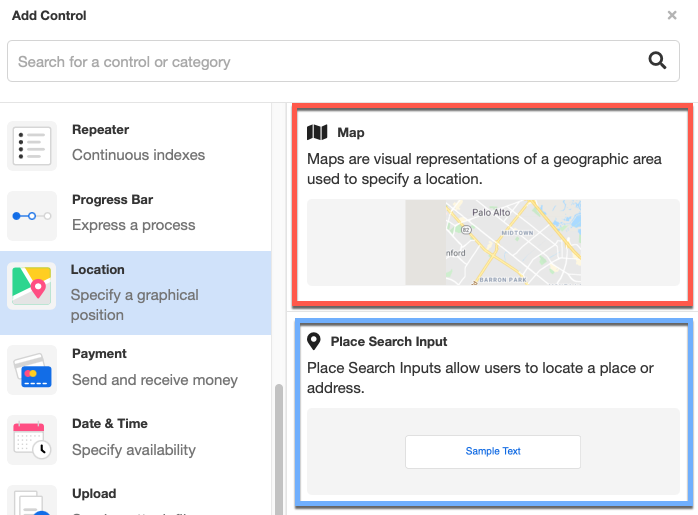 Add Control
×
Search for a control or category
Repeater
Continuous indexes
Progress Bar
Express a process
Location
Specify a graphical
position
Payment
Send and receive money
Date & Time
Specify availability
Upload
Map
Maps are visual representations of a geographic area
used to specify a location.
Palo Alto
82
MIDTOWN
nford
BARRON PARK
Place Search Input
Place Search Inputs allow users to locate a place or
address.
Sample Text